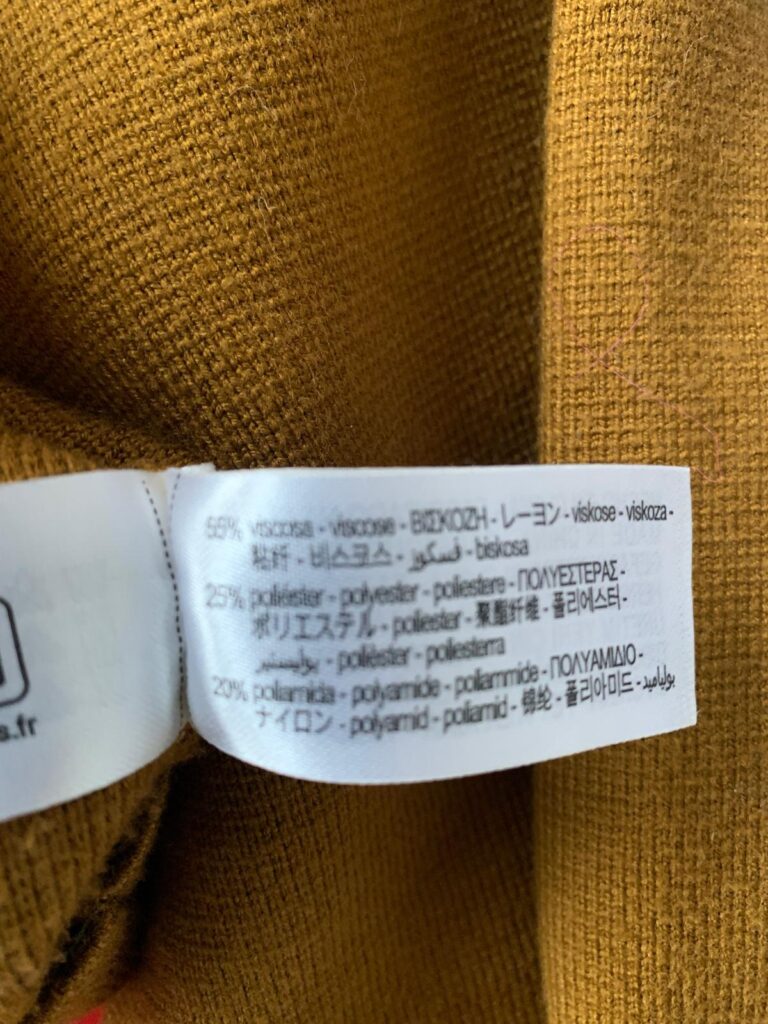 s.fr
55% viscosa - viscose - ΒΙΣΚΟΖΗ - レーヨン - viskose - viskoza -
粘纤 - 비스코스 - فسكوز - biskosa
25% poliéster - polyester - poliestere - ΠΟΛΥΕΣΤΕΡΑΣ -
ポリエステル - poliester - 聚酯纤维 - 폴리에스터 -
بوليستير - polièster - poliesterra
20% poliamida - polyamide - poliammide - ΠΟΛΥΑΜΙΔΙΟ -
ナイロン - polyamid - poliamid - 锦纶 - 폴리아미드 - بولياميد